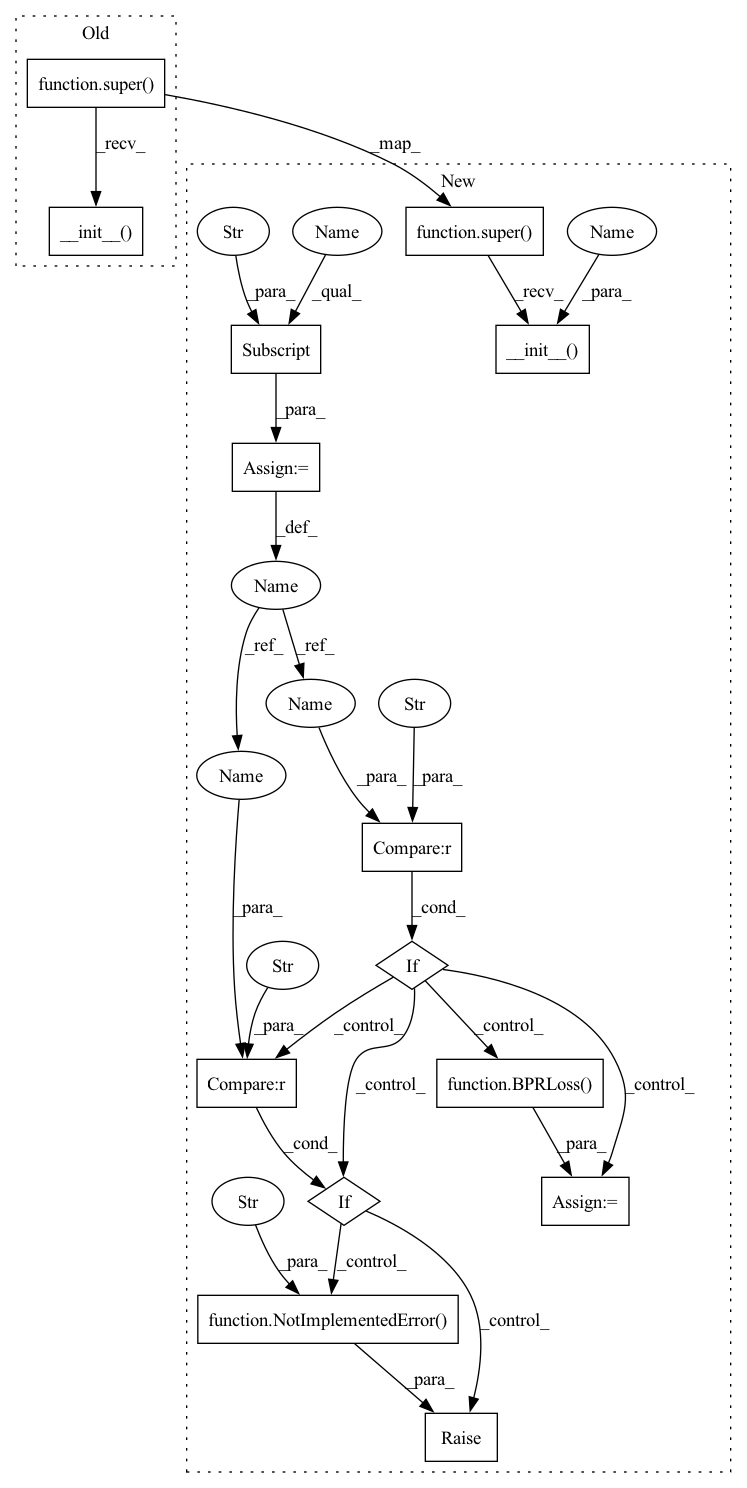 Old
function.super()
_recv_
_map_
New
__init__()
Str
Name
function.super()
Name
_para_
_qual_
_recv_
_para_
Subscript
__init__()
_para_
Assign:=
_def_
Name
_ref_
_ref_
Name
Str
Name
_para_
_para_
Compare:r
_para_
_cond_
Str
If
_para_
_control_
_control_
Compare:r
_control_
function.BPRLoss()
_control_
_cond_
_para_
Str
If
Assign:=
_para_
_control_
function.NotImplementedError()
_control_
_para_
Raise